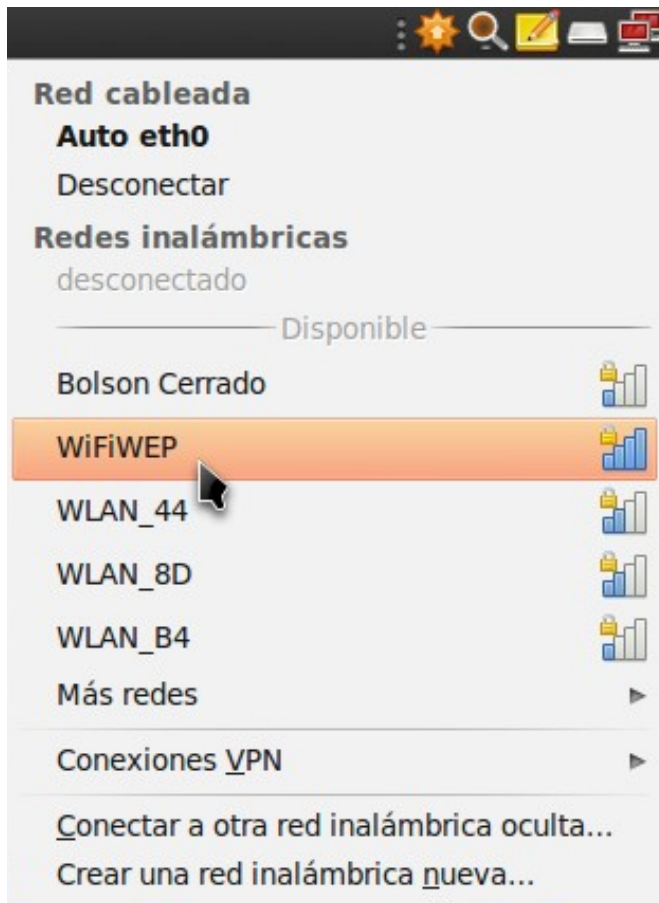 Red cableada
Auto eth0
Desconectar
Redes inalámbricas
desconectado
Disponible
Bolson Cerrado
WiFiWEP
WLAN_44
WLAN_8D
WLAN_B4
Más redes
Conexiones VPN
Conectar a otra red inalámbrica oculta...
Crear una red inalámbrica nueva...